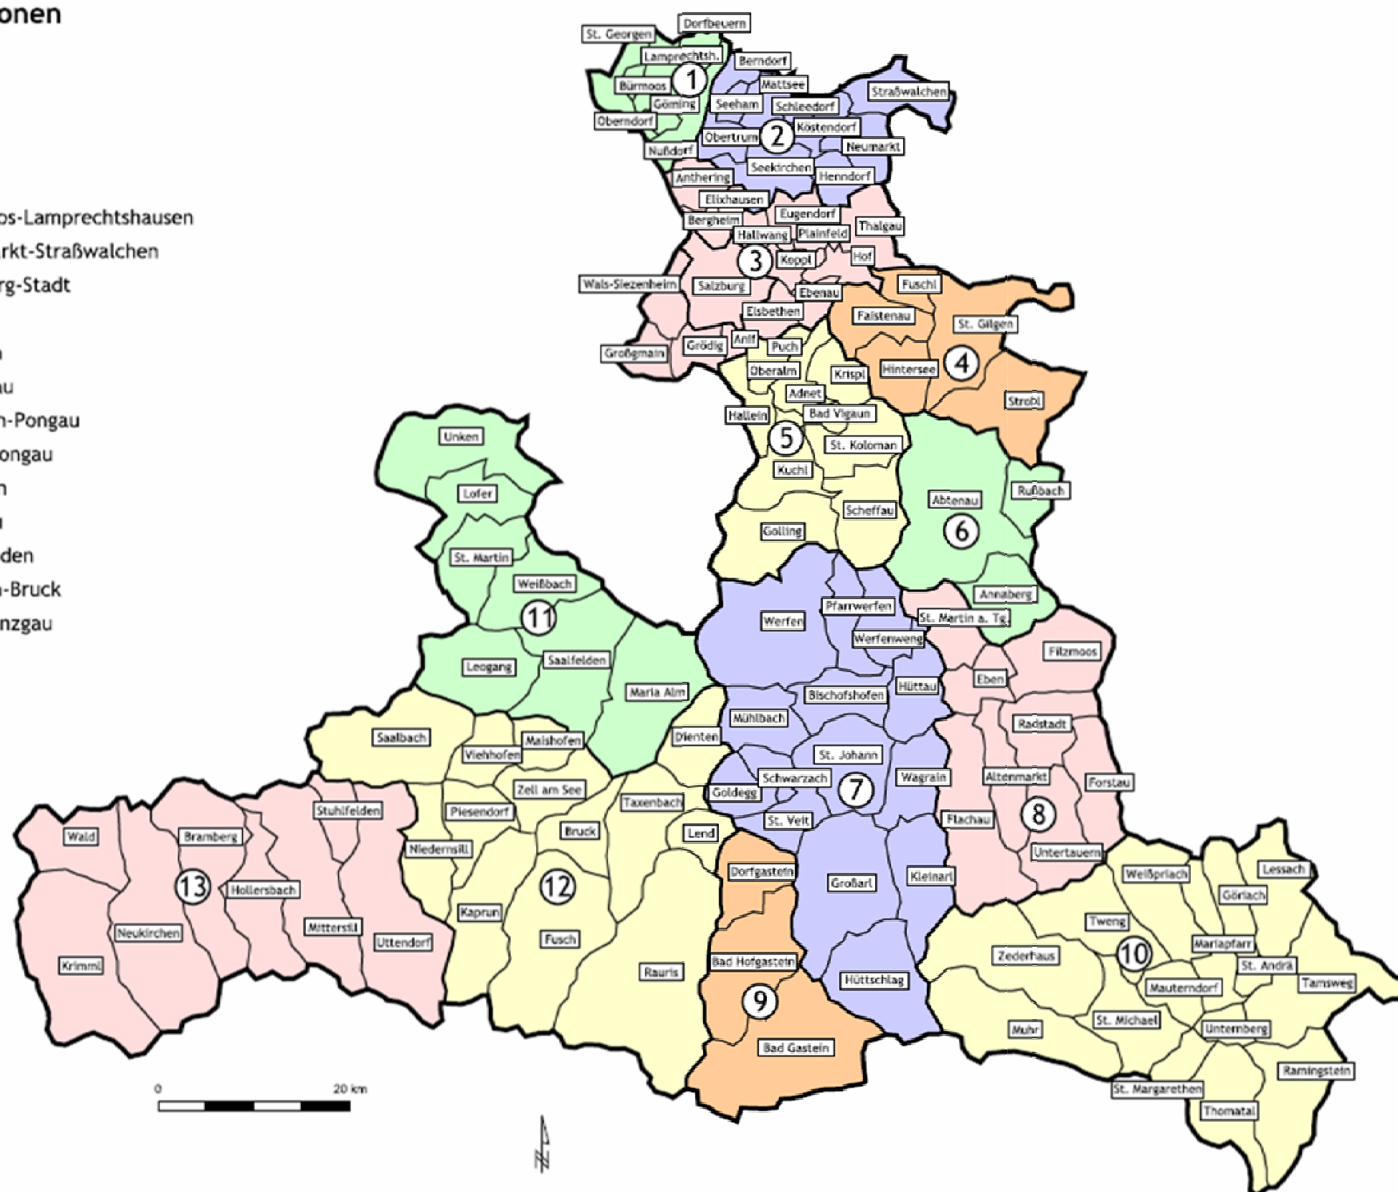 onen
os-Lamprechtshausen
rkt-Straßwalchen
rg-Stadt
n
au
n-Pongau
ongau
n
u
den
n-Bruck
nzgau
Dorfbeuern
St. Georgen
Lamprechtsh.
Berndorf
1
Bürmoos
Mattsee
Straßwalchen
Göming
Seeham
Schleedorf
Oberndorf
Köstendorf
Obertrum
2
Neumarkt
Nußdorf
Seekirchen
Henndorf
Anthering
Elixhausen
Bergheim
Eugendorf
Thalgau
Hallwang
Plainfeld
3
Koppl
Hof
Wals-Siezenheim
Salzburg
Ebenau
Fuschl
Elsbethen
Faistenau
St. Gilgen
Großgmain
Grödig
Anif
Puch
4
Oberalm
Krispl
Hintersee
Adnet
Strobl
Hallein
Bad Vigaun
5
St. Koloman
Unken
Kuchl
Lofer
Abtenau
Rußbach
Scheffau
Golling
6
St. Martin
Weißbach
Annaberg
11
Werfen
Pfarrwerfen
St. Martin a. Tg.
Werfenweng
Filzmoos
Leogang
Saalfelden
Eben
Maria Alm
Bischofshofen
Hüttau
Mühlbach
Radstadt
Saalbach
Viehhofen
Maishofen
Dienten
St. Johann
Schwarzach
Wagrain
Altenmarkt
Forstau
Zell am See
Goldegg
7
Stuhlfelden
Piesendorf
Taxenbach
St. Veit
Flachau
8
Wald
Bramberg
Bruck
Lend
Niedernsill
Untertauern
Dorfgastein
Großarl
Kleinarl
Weißpriach
Lessach
13
Hollersbach
12
Göriach
Kaprun
Tweng
Neukirchen
Mittersill
Uttendorf
Fusch
Mariapfarr
Zederhaus
10
Krimml
Rauris
Bad Hofgastein
St. Andrä
Hüttschlag
Mauterndorf
Tamsweg
9
St. Michael
Muhr
Unternberg
Bad Gastein
Ramingstein
St. Margarethen
Thomatal
0 20 km